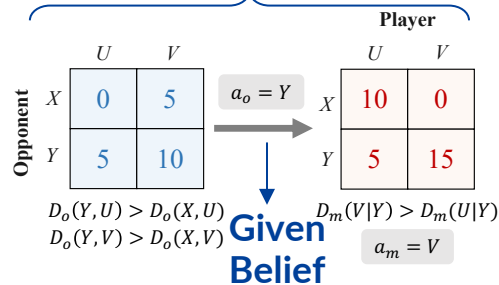 Player
U V U V
Opponent
X 0 5
Y 5 10
a_o = Y
X 10 0
Y 5 15
D_o(Y, U) > D_o(X, U)
D_o(Y, V) > D_o(X, V)
Given
Belief
D_m(V|Y) > D_m(U|Y)
a_m = V